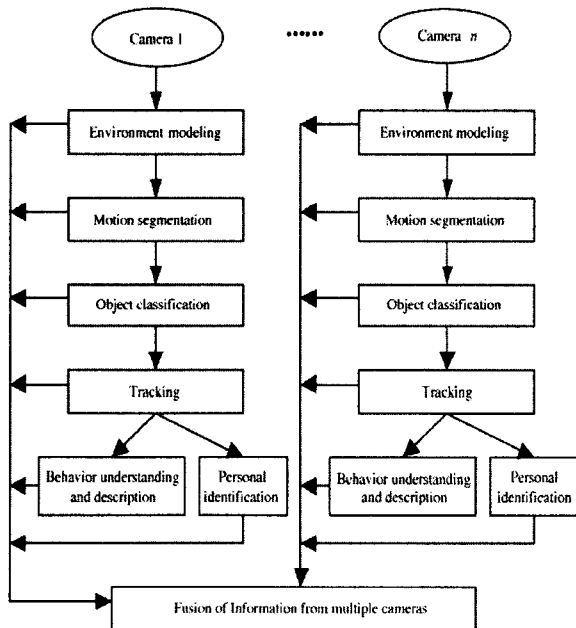 Camera 1
......
Camera n
Environment modeling
Environment modeling
Motion segmentation
Motion segmentation
Object classification
Object classification
Tracking
Tracking
Behavior understanding
and description
Personal
identification
Behavior understanding
and description
Personal
identification
Fusion of Information from multiple cameras